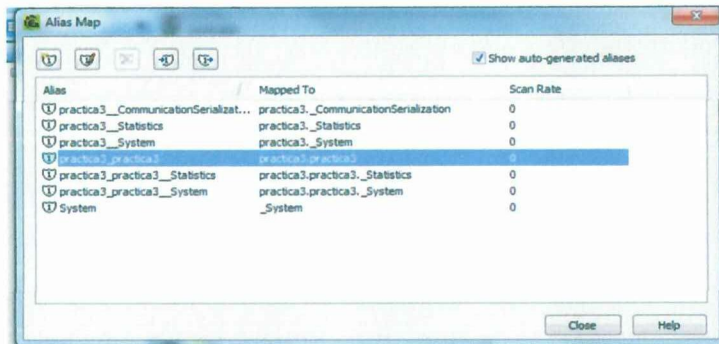 Alias Map
Show auto-generated aliases
Alias Mapped To Scan Rate
practica3__CommunicationSerializat... practica3._CommunicationSerialization 0
practica3__Statistics practica3._Statistics 0
practica3__System practica3._System 0
practica3_practica3 practica3.practica3 0
practica3_practica3__Statistics practica3.practica3._Statistics 0
practica3_practica3__System practica3.practica3._System 0
System _System 0
Close Help